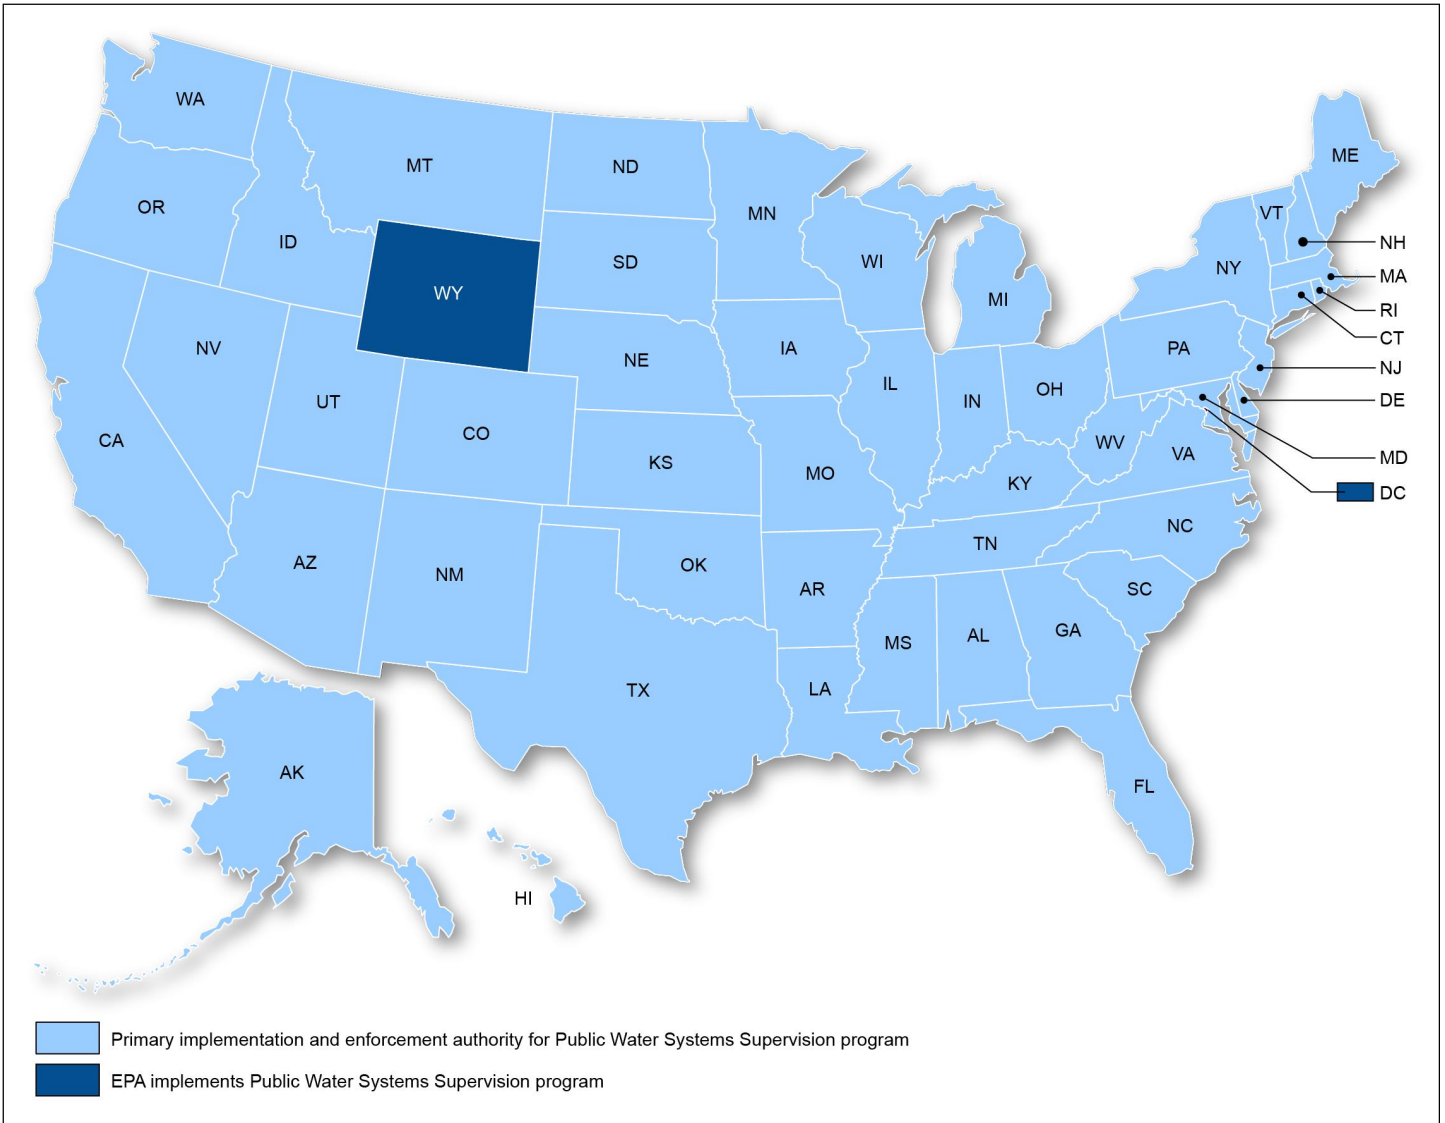 WA
MT
ND
ME
OR
ID
MN
VT
NH
SD
WI
NY
MA
WY
MI
RI
CT
NV
IA
PA
NE
NJ
UT
IL
IN
OH
DE
CO
CA
WV
VA
MD
KS
MO
KY
DC
NC
AZ
NM
OK
TN
AR
SC
MS
AL
GA
TX
LA
AK
FL
HI
Primary implementation and enforcement authority for Public Water Systems Supervision program
EPA implements Public Water Systems Supervision program